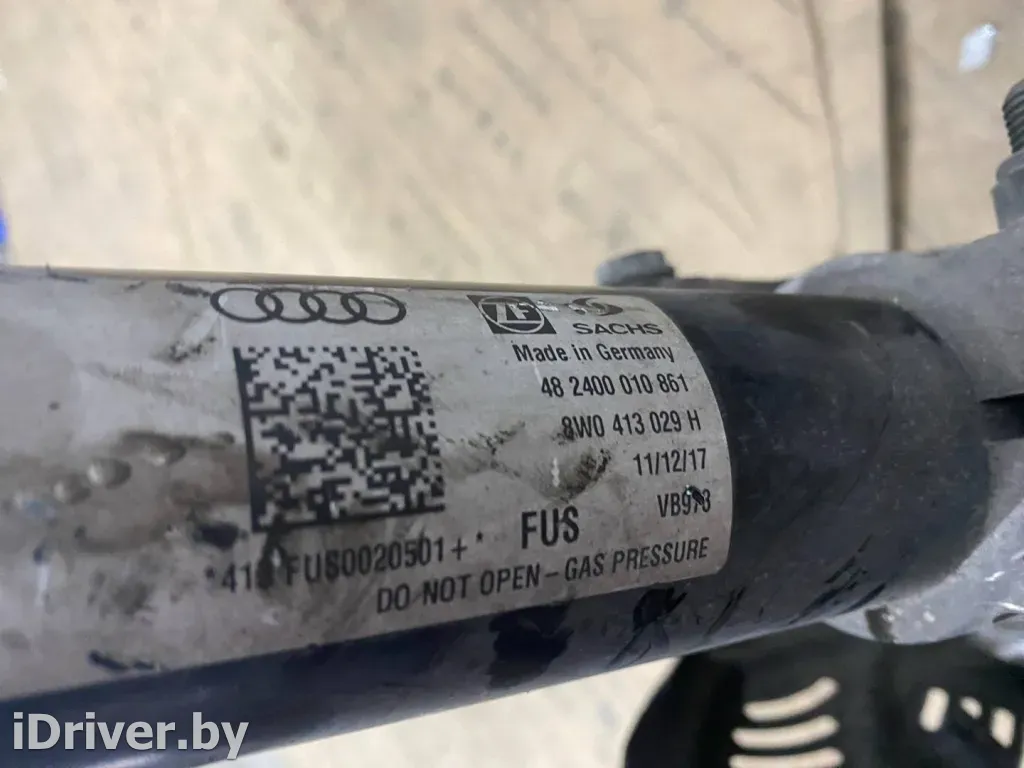 ZF SACHS
Made in Germany
48 2400 010 861
8W0 413 029 H
11/12/17
FUS
DO NOT OPEN - GAS PRESSURE
iDriver.by